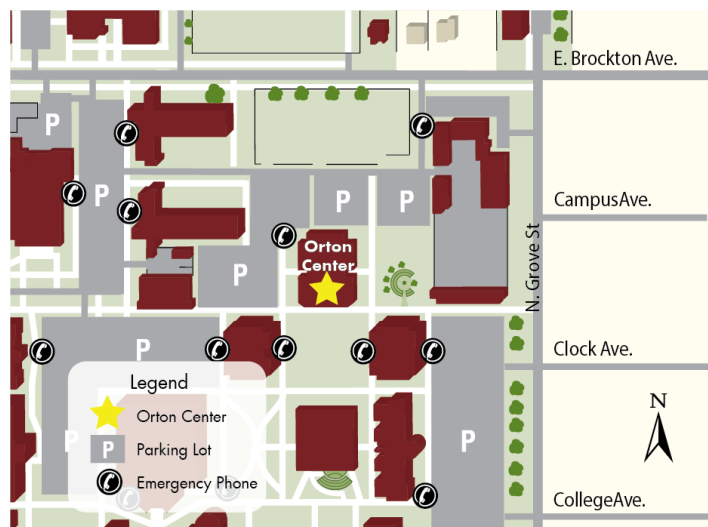 E. Brockton Ave.
P
P
P
P
CampusAve.
N. Grove St
Orton
Center
P
P
Clock Ave.
Legend
Orton Center
P
Parking Lot
P
P
Emergency Phone
N
CollegeAve.